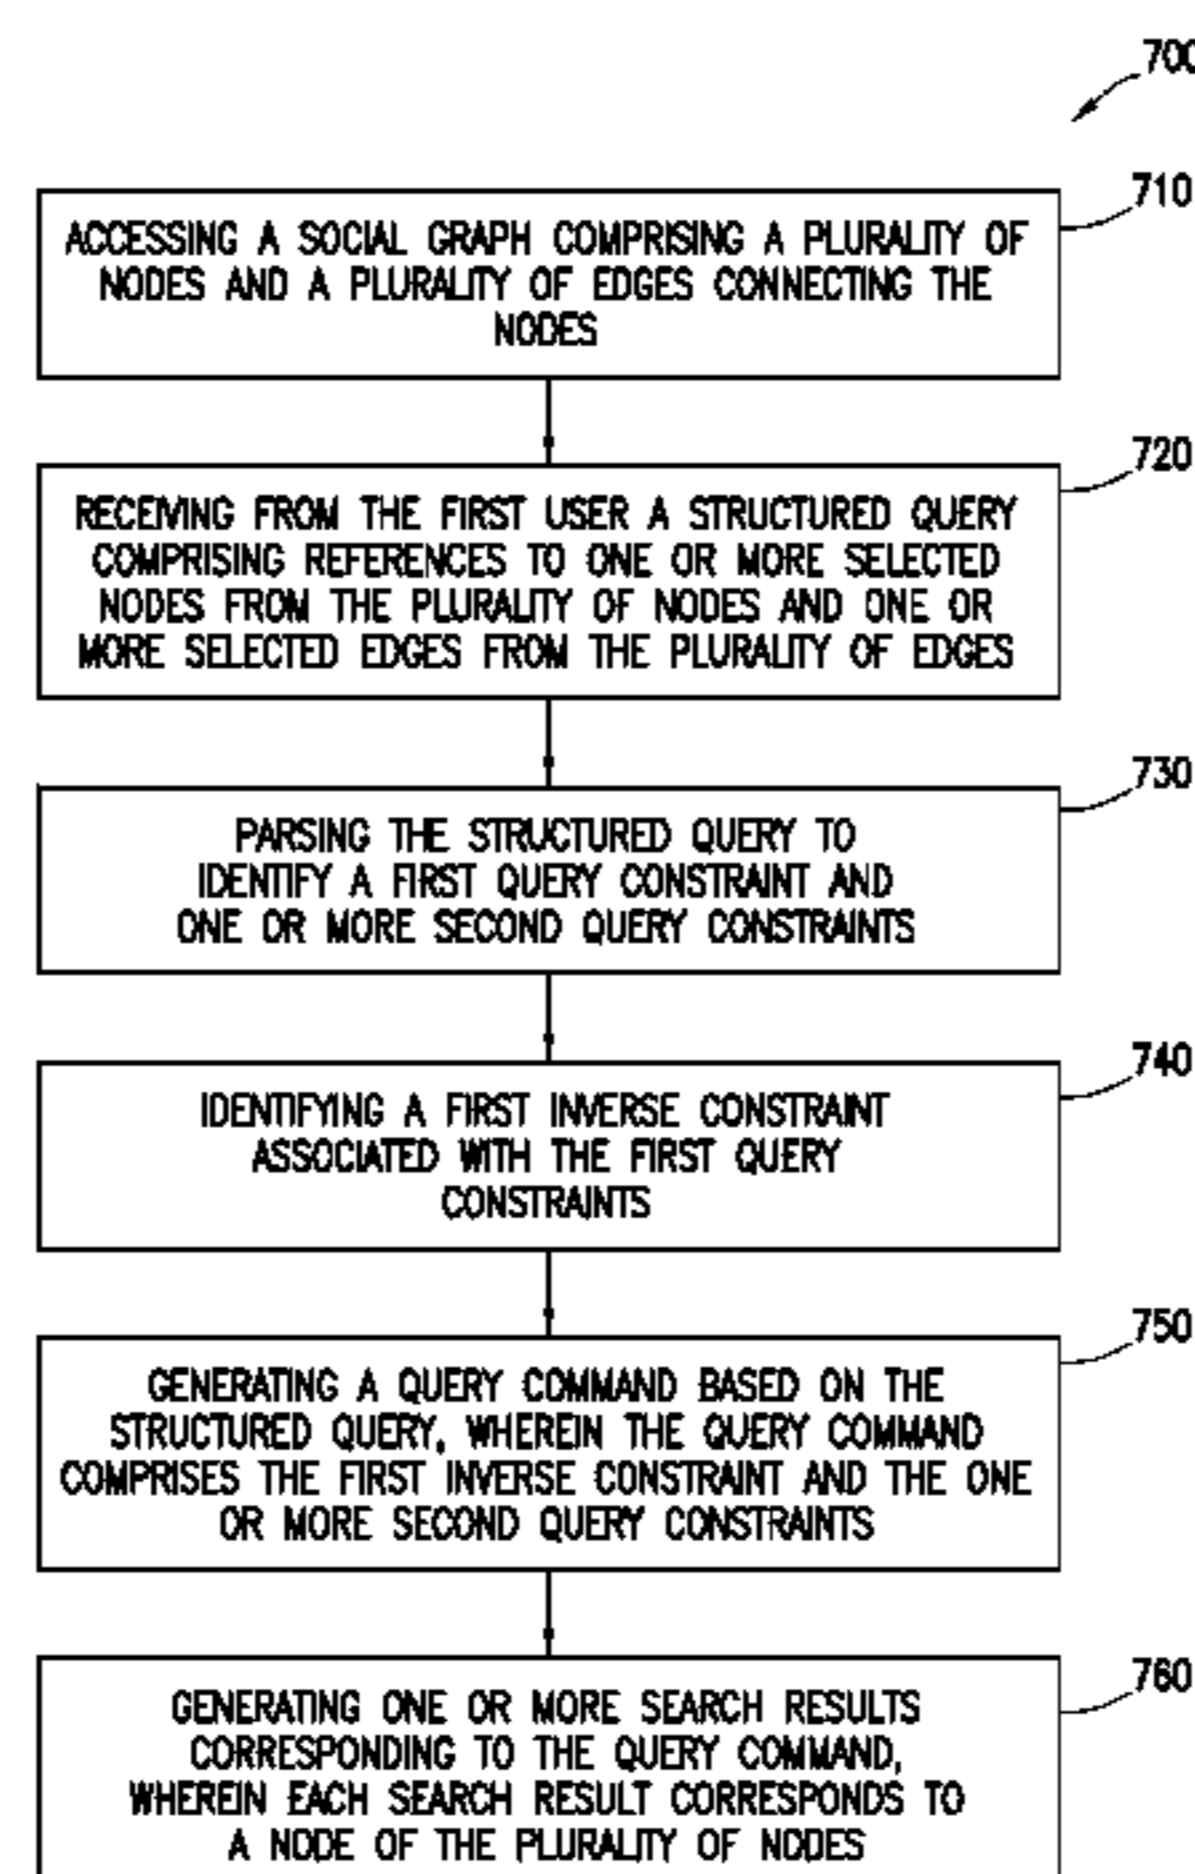 700
710
ACCESSING A SOCIAL GRAPH COMPRISING A PLURALITY OF
NODES AND A PLURALITY OF EDGES CONNECTING THE
NODES
720
RECEIVING FROM THE FIRST USER A STRUCTURED QUERY
COMPRISING REFERENCES TO ONE OR MORE SELECTED
NODES FROM THE PLURALITY OF NODES AND ONE OR
MORE SELECTED EDGES FROM THE PLURALITY OF EDGES
730
PARSING THE STRUCTURED QUERY TO
IDENTIFY A FIRST QUERY CONSTRAINT AND
ONE OR MORE SECOND QUERY CONSTRAINTS
740
IDENTIFYING A FIRST INVERSE CONSTRAINT
ASSOCIATED WITH THE FIRST QUERY
CONSTRAINTS
750
GENERATING A QUERY COMMAND BASED ON THE
STRUCTURED QUERY, WHEREIN THE QUERY COMMAND
COMPRISES THE FIRST INVERSE CONSTRAINT AND THE ONE
OR MORE SECOND QUERY CONSTRAINTS
760
GENERATING ONE OR MORE SEARCH RESULTS
CORRESPONDING TO THE QUERY COMMAND,
WHEREIN EACH SEARCH RESULT CORRESPONDS TO
A NODE OF THE PLURALITY OF NODES